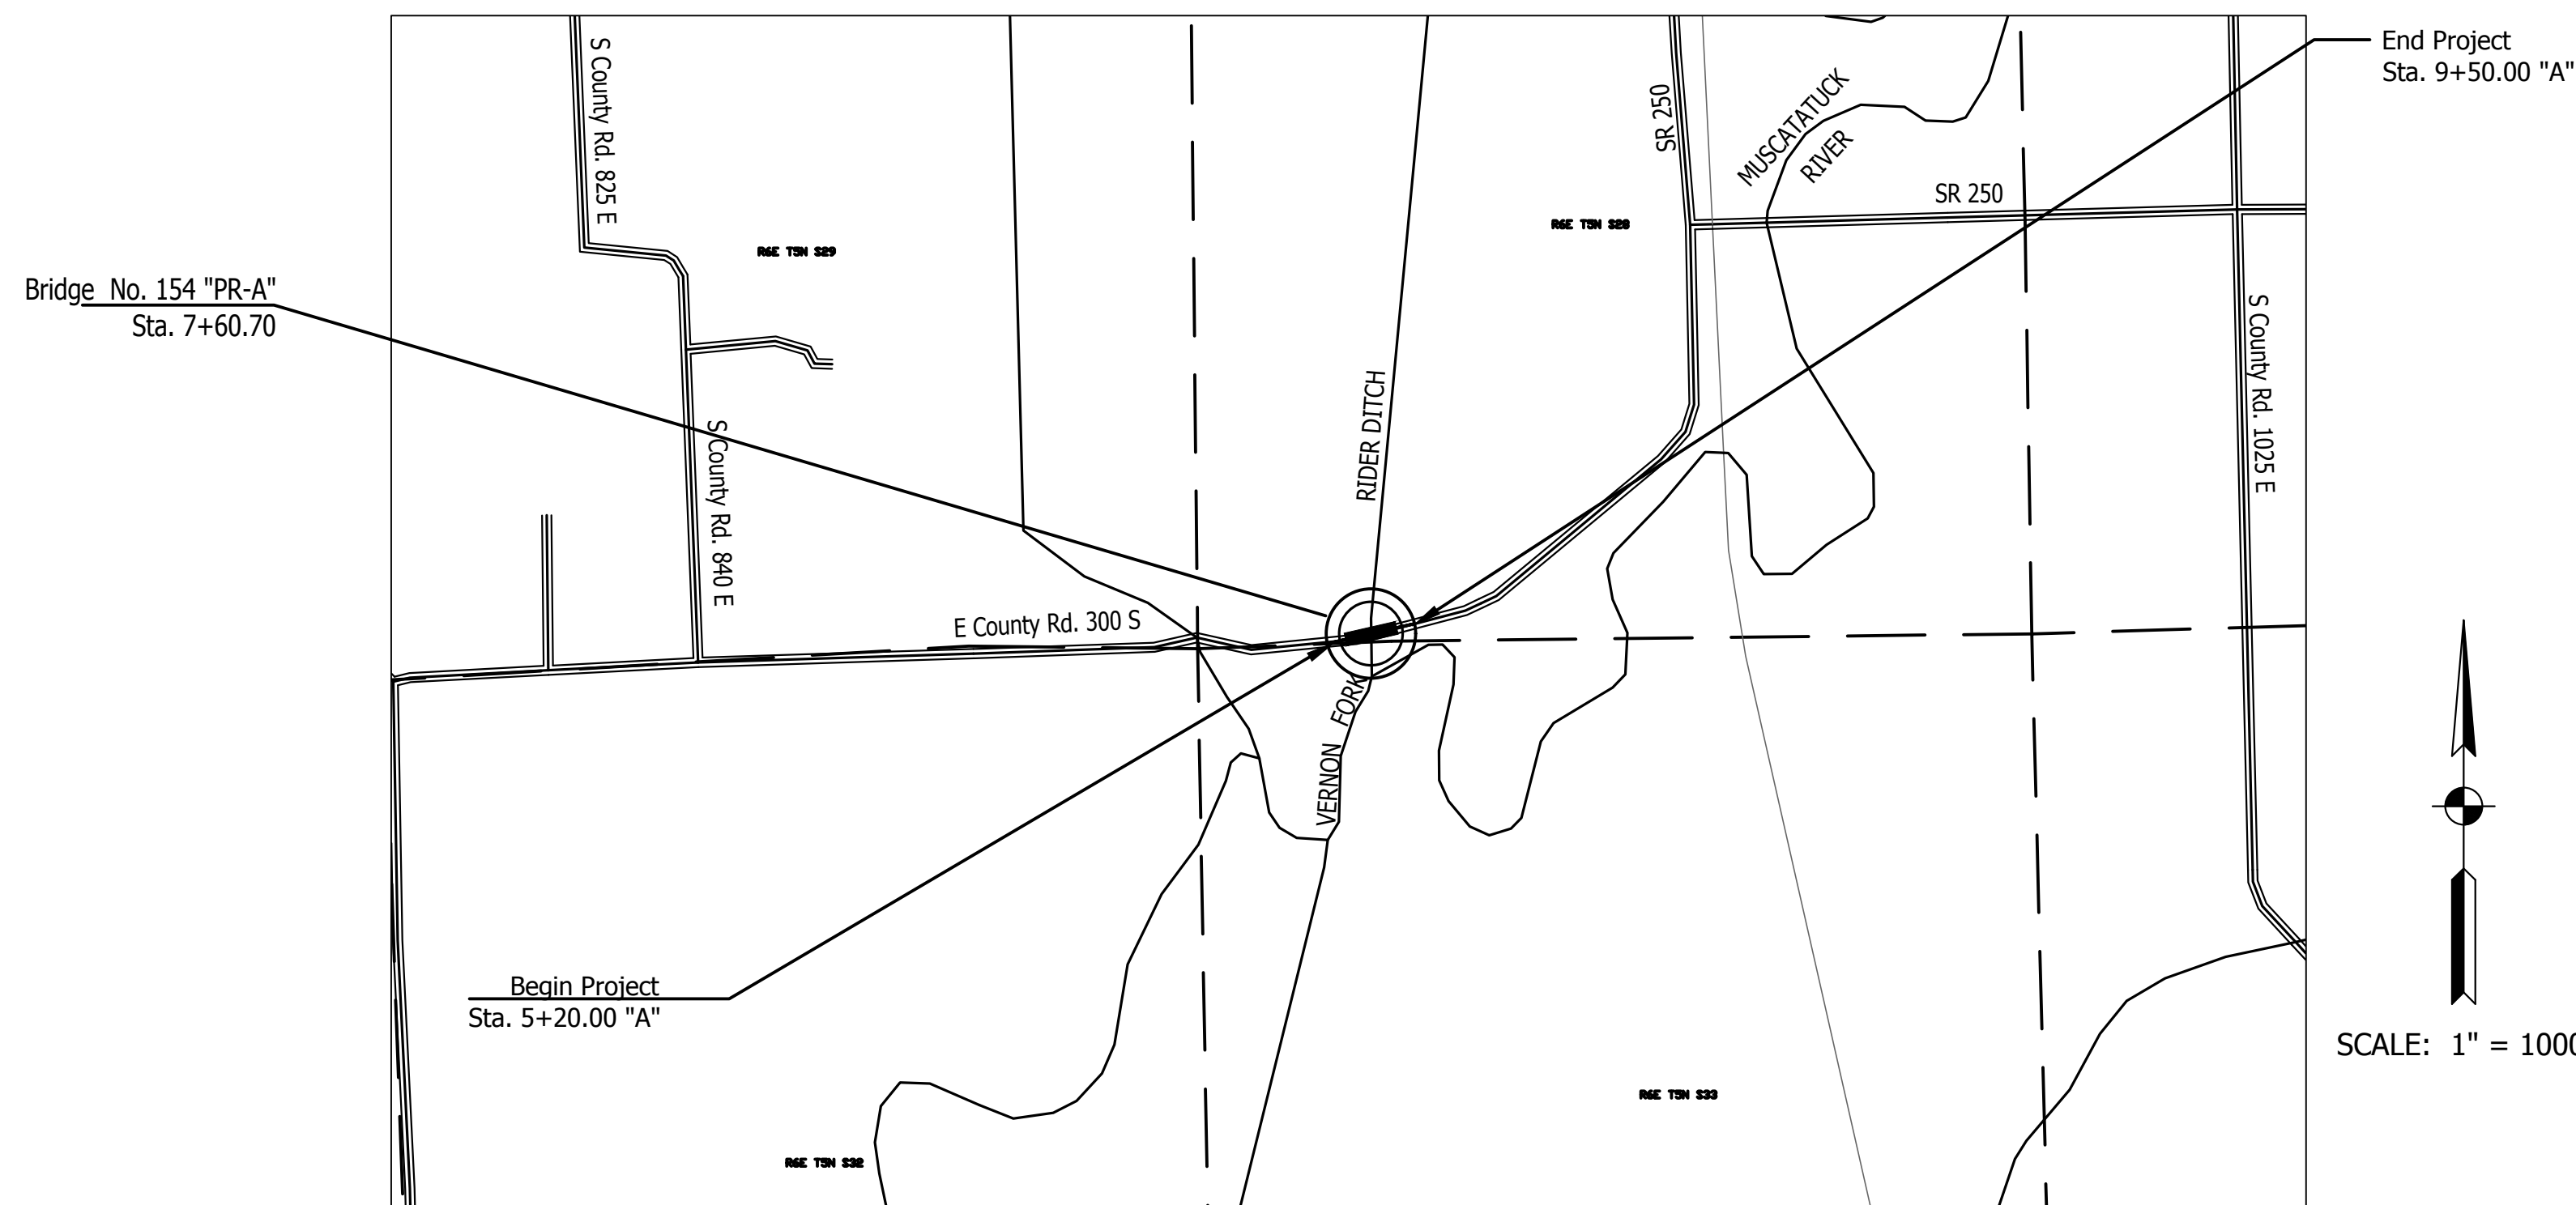 End Project
Sta. 9+50.00 "A"
S County Rd. 825 E
SR 250
MUSCATATUCK
RIVER
SR 250
R6E T5N S29
R6E T5N S28
Bridge No. 154 "PR-A"
Sta. 7+60.70
S County Rd. 1025 E
RIDER DITCH
S County Rd. 840 E
E County Rd. 300 S
VERNON FORK
Begin Project
Sta. 5+20.00 "A"
SCALE: 1" = 1000
R6E T5N S33
R6E T5N S32